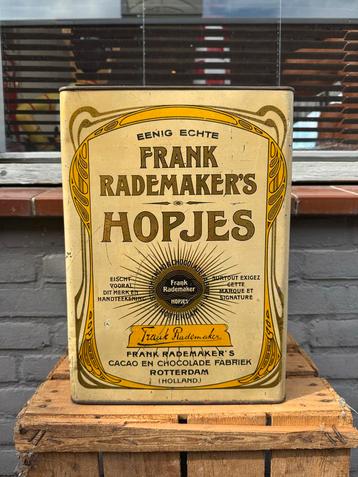 EENIG ECHTE
FRANK
RADEMAKER'S
HOPJES
EISCHT
VOORAL
DIT MERK EN
HANDTEEKENING
Frank
Rademaker
HOPJES
SURTOUT EXIGEZ
CETTE
MARQUE ET
SIGNATURE
Frank Rademaker
FRANK RADEMAKER'S
CACAO EN CHOCOLADE FABRIEK
ROTTERDAM
(HOLLAND.)